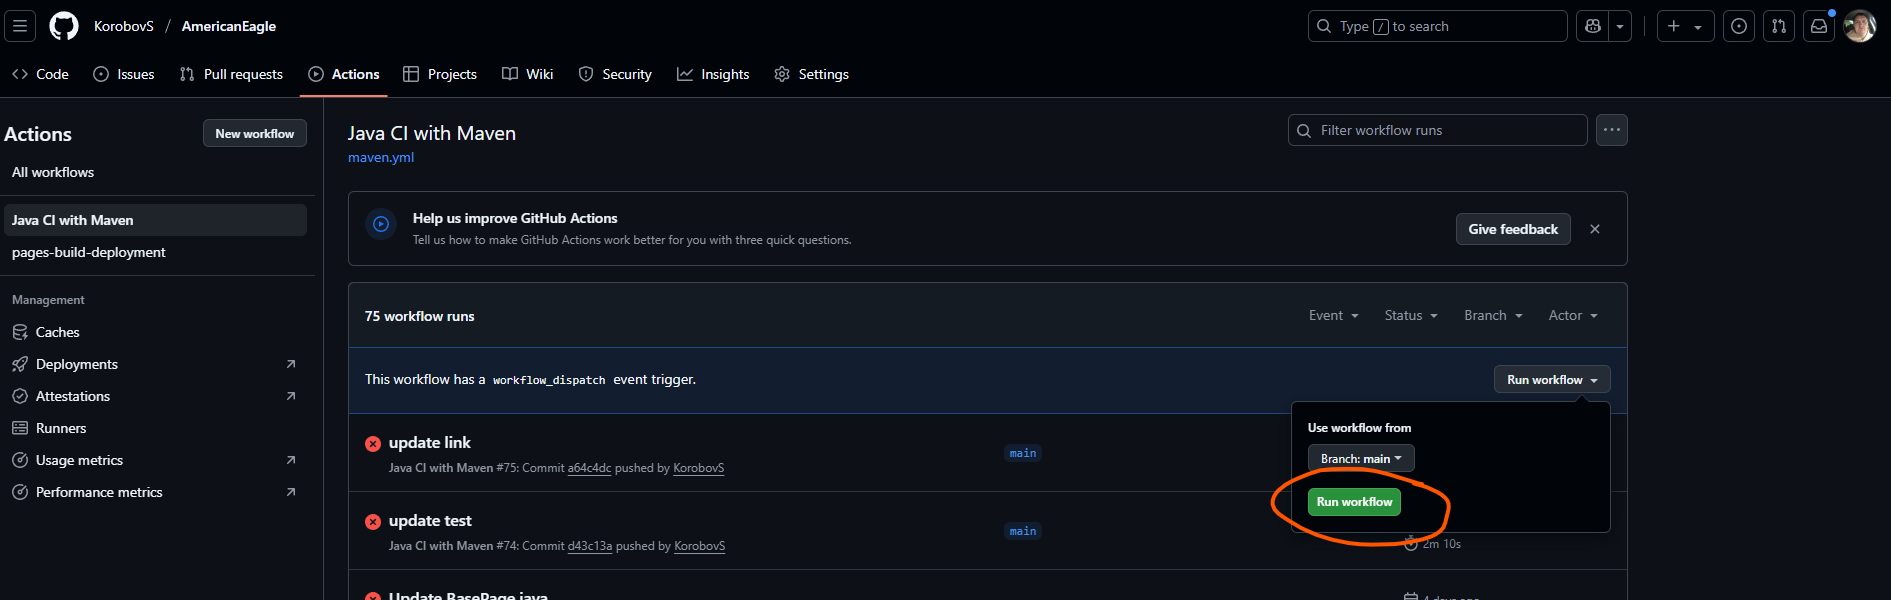 KorobovS / AmericanEagle
Type / to search
Code
Issues
Pull requests
Actions
Projects
Wiki
Security
Insights
Settings
Actions
New workflow
All workflows
Java CI with Maven
pages-build-deployment
Management
Caches
Deployments
Attestations
Runners
Usage metrics
Performance metrics
Java CI with Maven
maven.yml
Filter workflow runs
Help us improve GitHub Actions
Tell us how to make GitHub Actions work better for you with three quick questions.
Give feedback
75 workflow runs
Event
Status
Branch
Actor
This workflow has a workflow_dispatch event trigger.
Run workflow
Use workflow from
Branch: main
Run workflow
update link
Java CI with Maven #75: Commit a64c4dc pushed by KorobovS
main
update test
Java CI with Maven #74: Commit d43c13a pushed by KorobovS
main
2m 10s
Update BasePage.java
4 days ago